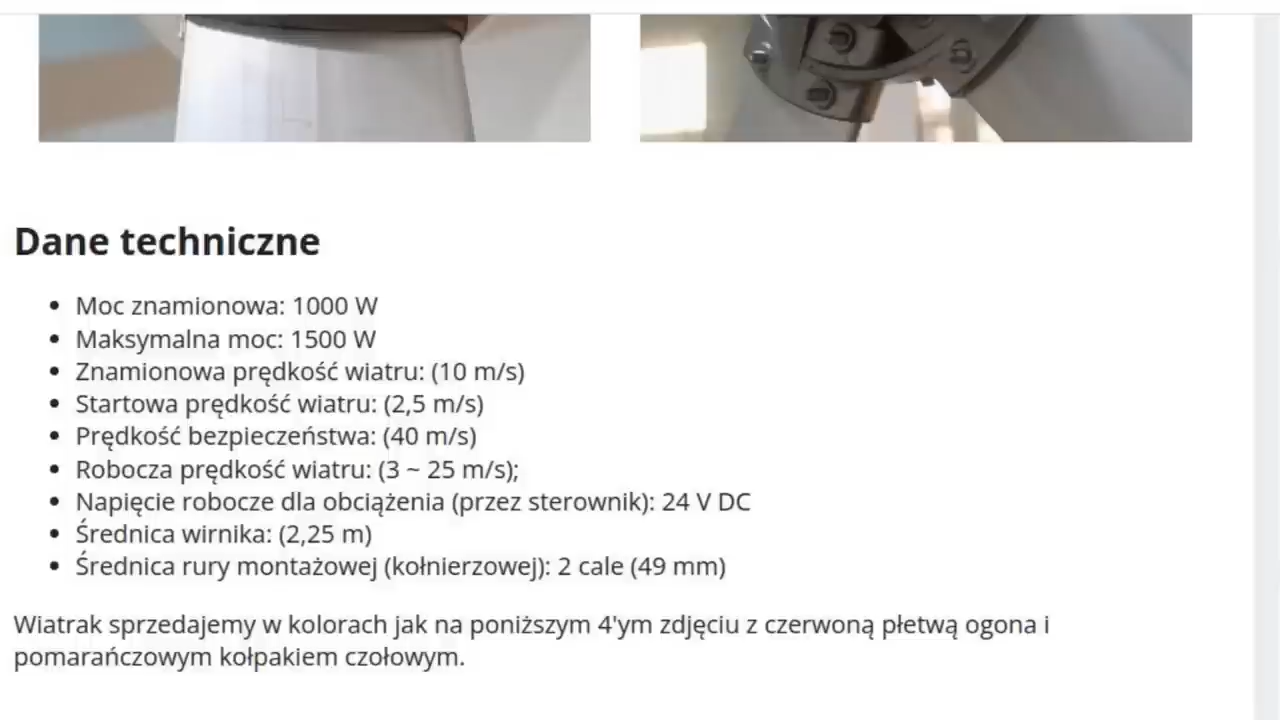 Dane techniczne
Moc znamionowa: 1000 W
Maksymalna moc: 1500 W
Znamionowa prędkość wiatru: (10 m/s)
Startowa prędkość wiatru: (2,5 m/s)
Prędkość bezpieczeństwa: (40 m/s)
Robocza prędkość wiatru: (3 ~ 25 m/s);
Napięcie robocze dla obciążenia (przez sterownik): 24 V DC
Średnica wirnika: (2,25 m)
Średnica rury montażowej (kołnierzowej): 2 cale (49 mm)
Wiatrak sprzedajemy w kolorach jak na poniższym 4'ym zdjęciu z czerwoną płetwą ogona i
pomarańczowym kołpakiem czołowym.